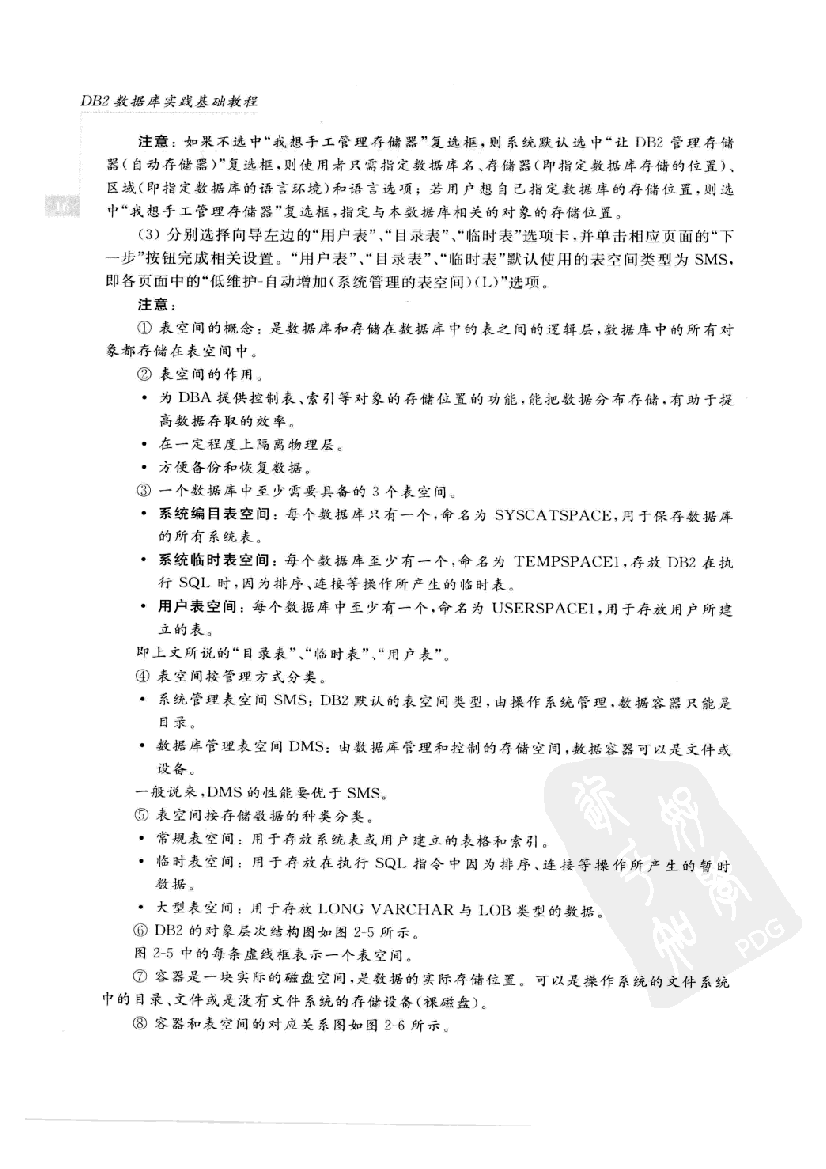 DB2 数据库实践基础教程
注意：如果不选中“我想手工管理存储器”复选框，则系统默认选中“让 DB2 管理存储
器(自动存储器)”复选框，则使用者只需指定数据库名、存储器(即指定数据库存储的位置)、
区域(即指定数据库的语言环境)和语言选项；若用户想自己指定数据库的存储位置，则选
中“我想手工管理存储器”复选框，指定与本数据库相关的对象的存储位置。
16
(3) 分别选择向导左边的“用户表”、“目录表”、“临时表”选项卡，并单击相应页面的“下
一步”按钮完成相关设置。“用户表”、“目录表”、“临时表”默认使用的表空间类型为 SMS，
即各页面中的“低维护-自动增加(系统管理的表空间)(L)”选项。
注意：
① 表空间的概念：是数据库和存储在数据库中的表之间的逻辑层，数据库中的所有对
象都存储在表空间中。
② 表空间的作用。
• 为 DBA 提供控制表、索引等对象的存储位置的功能，能把数据分布存储，有助于提
高数据存取的效率。
• 在一定程度上隔离物理层。
• 方便备份和恢复数据。
③ 一个数据库中至少需要具备的 3 个表空间。
• 系统编目表空间：每个数据库只有一个，命名为 SYSCATSPACE，用于保存数据库
的所有系统表。
• 系统临时表空间：每个数据库至少有一个，命名为 TEMPSPACE1，存放 DB2 在执
行 SQL 时，因为排序、连接等操作所产生的临时表。
• 用户表空间：每个数据库中至少有一个，命名为 USERSPACE1，用于存放用户所建
立的表。
即上文所说的“目录表”、“临时表”、“用户表”。
④ 表空间按管理方式分类。
• 系统管理表空间 SMS：DB2 默认的表空间类型，由操作系统管理，数据容器只能是
目录。
• 数据库管理表空间 DMS：由数据库管理和控制的存储空间，数据容器可以是文件或
设备。
一般说来，DMS 的性能要优于 SMS。
⑤ 表空间按存储数据的种类分类。
• 常规表空间：用于存放系统表或用户建立的表格和索引。
• 临时表空间：用于存放在执行 SQL 指令中因为排序、连接等操作所产生的暂时
数据。
• 大型表空间：用于存放 LONG VARCHAR 与 LOB 类型的数据。
⑥ DB2 的对象层次结构图如图 2-5 所示。
图 2-5 中的每条虚线框表示一个表空间。
⑦ 容器是一块实际的磁盘空间，是数据的实际存储位置。可以是操作系统的文件系统
中的目录、文件或是没有文件系统的存储设备(裸磁盘)。
⑧ 容器和表空间的对应关系图如图 2-6 所示。
PDG